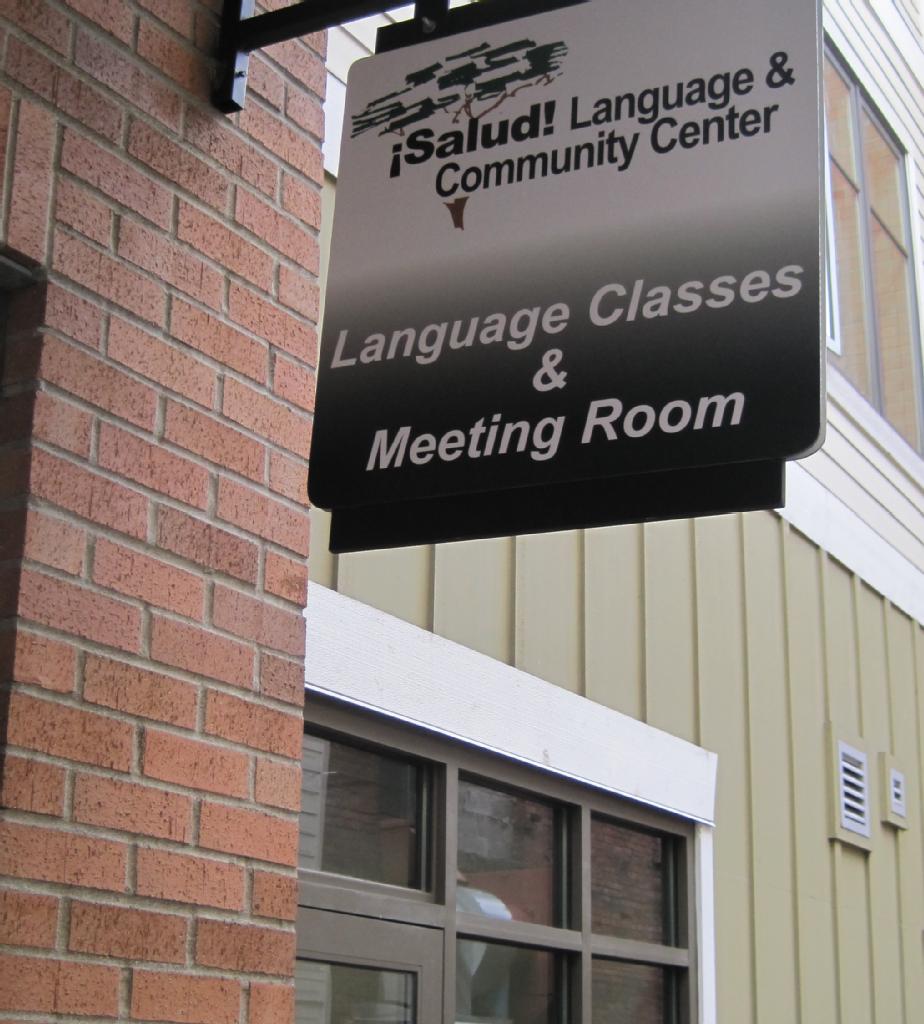 ¡Salud! Language &
Community Center
Language Classes
&
Meeting Room